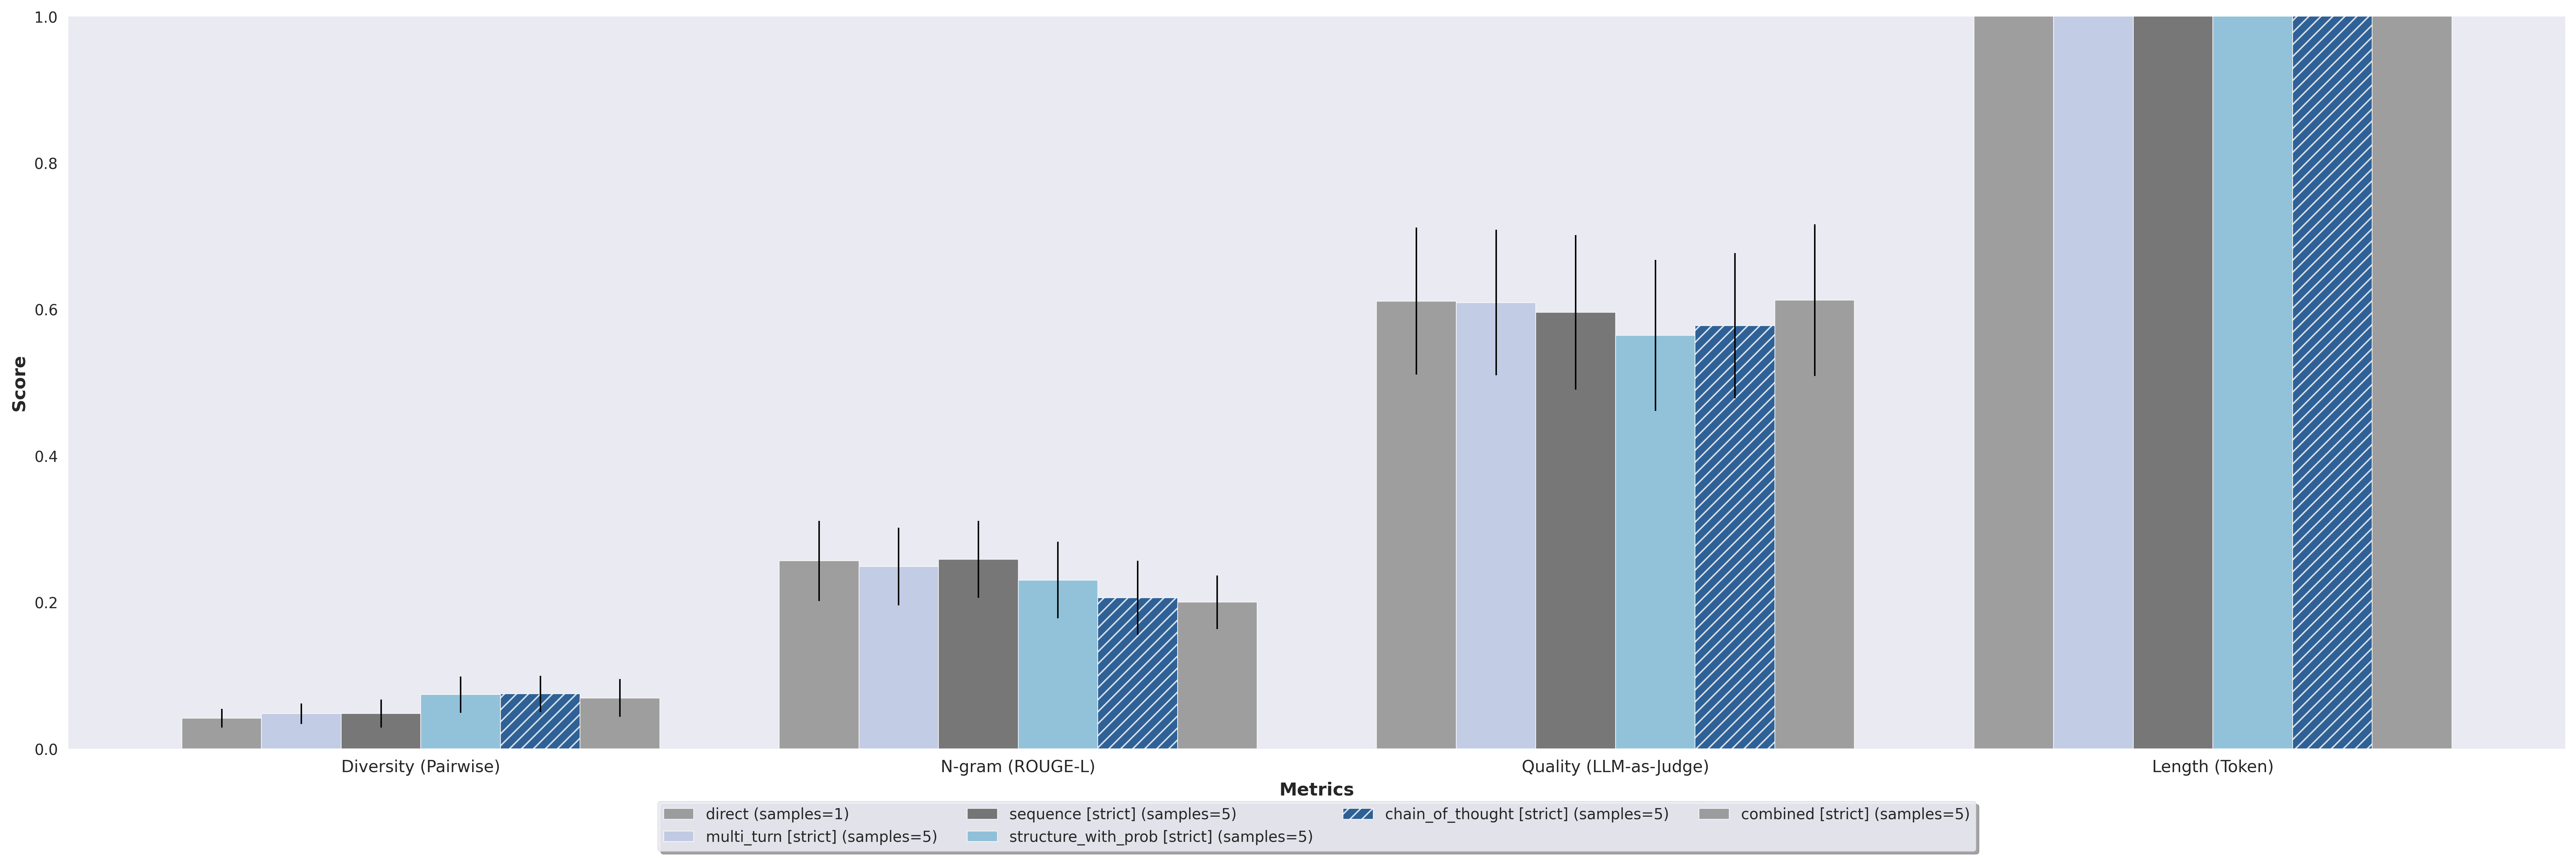 1.0
0.8
0.6
0.4
0.2
0.0
Score
Diversity (Pairwise)
N-gram (ROUGE-L)
Quality (LLM-as-Judge)
Length (Token)
Metrics
direct (samples=1)
multi_turn [strict] (samples=5)
sequence [strict] (samples=5)
structure_with_prob [strict] (samples=5)
chain_of_thought [strict] (samples=5)
combined [strict] (samples=5)